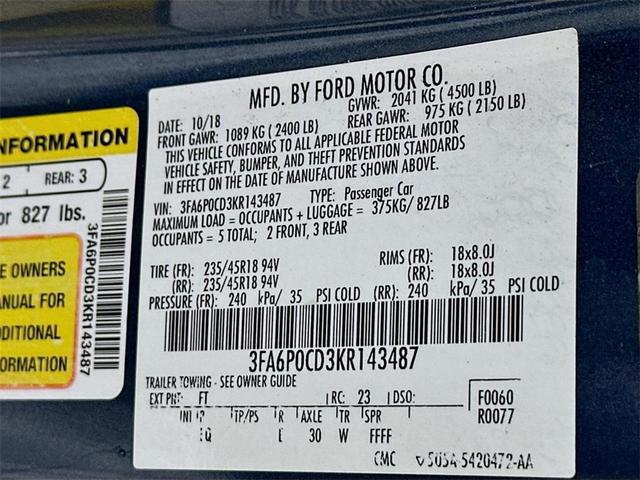 INFORMATION
2 REAR: 3
or 827 lbs.
3FA6P0CD3KR143487
E OWNERS
ANUAL FOR
DDITIONAL
FORMATION
MFD. BY FORD MOTOR CO.
DATE: 10/18 GVWR: 2041 KG ( 4500 LB)
FRONT GAWR: 1089 KG ( 2400 LB) REAR GAWR: 975 KG ( 2150 LB)
THIS VEHICLE CONFORMS TO ALL APPLICABLE FEDERAL MOTOR
VEHICLE SAFETY, BUMPER, AND THEFT PREVENTION STANDARDS
IN EFFECT ON THE DATE OF MANUFACTURE SHOWN ABOVE.
VIN: 3FA6P0CD3KR143487 TYPE: Passenger Car
MAXIMUM LOAD = OCCUPANTS + LUGGAGE = 375KG/ 827LB
OCCUPANTS = 5 TOTAL; 2 FRONT, 3 REAR
TIRE (FR): 235/45R18 94V RIMS (FR): 18x8.0J
(RR): 235/45R18 94V (RR): 18x8.0J
PRESSURE (FR): 240 kPa/ 35 PSI COLD (RR): 240 kPa/ 35 PSI COLD
3FA6P0CD3KR143487
TRAILER TOWING - SEE OWNER GUIDE
EXT PNT: FT RC: 23 DSO: F0060
TP/PS R AXLE TR SPR R0077
30 W FFFF
CMC